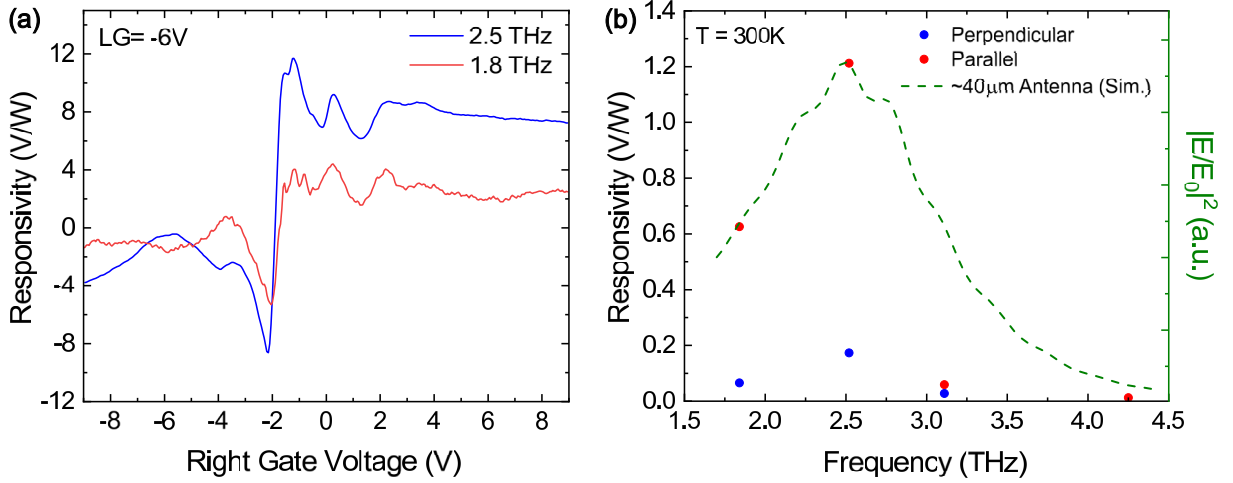 (a)
LG= -6V
2.5 THz
1.8 THz
12
8
4
0
-4
-8
-12
Responsivity (V/W)
-8 -6 -4 -2 0 2 4 6 8
Right Gate Voltage (V)
(b)
T = 300K
Perpendicular
Parallel
~40μm Antenna (Sim.)
1.4
1.2
1.0
0.8
0.6
0.4
0.2
0.0
Responsivity (V/W)
1.5 2.0 2.5 3.0 3.5 4.0 4.5
Frequency (THz)
|E/E₀|² (a.u.)